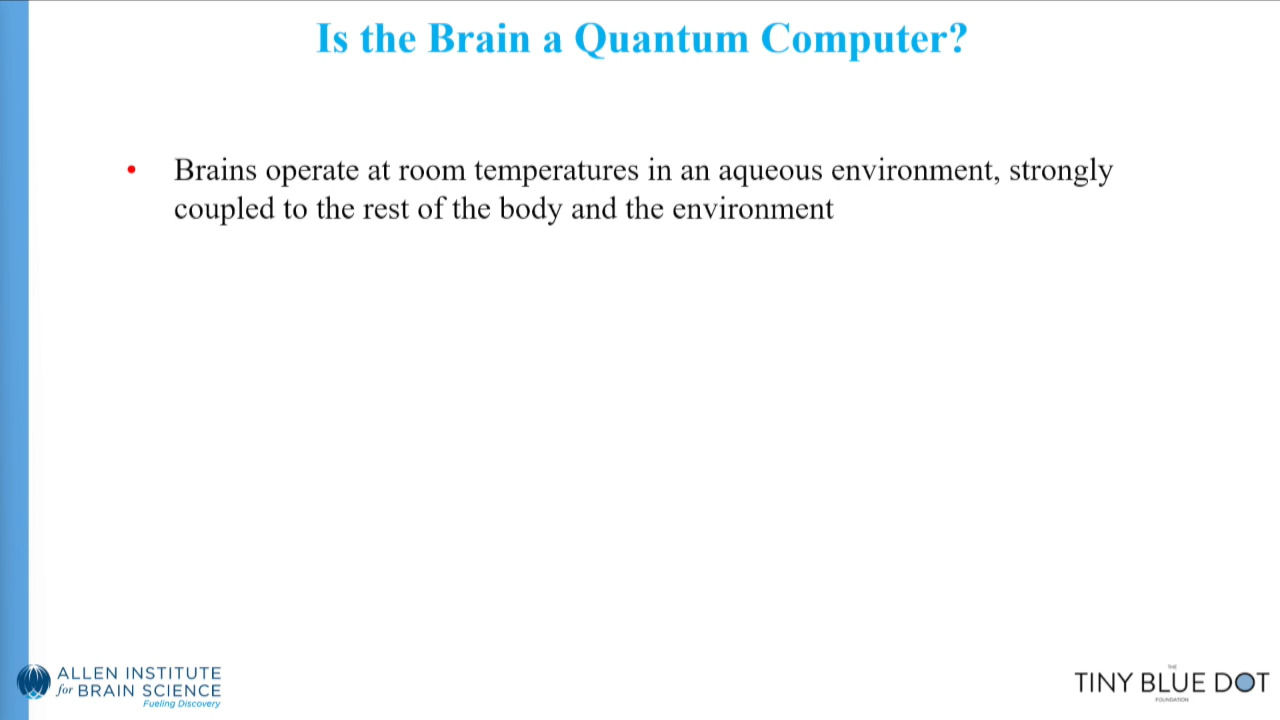 Is the Brain a Quantum Computer?
• Brains operate at room temperatures in an aqueous environment, strongly
coupled to the rest of the body and the environment
ALLEN INSTITUTE
for BRAIN SCIENCE
Fueling Discovery
THE
TINY BLUE DOT
FOUNDATION